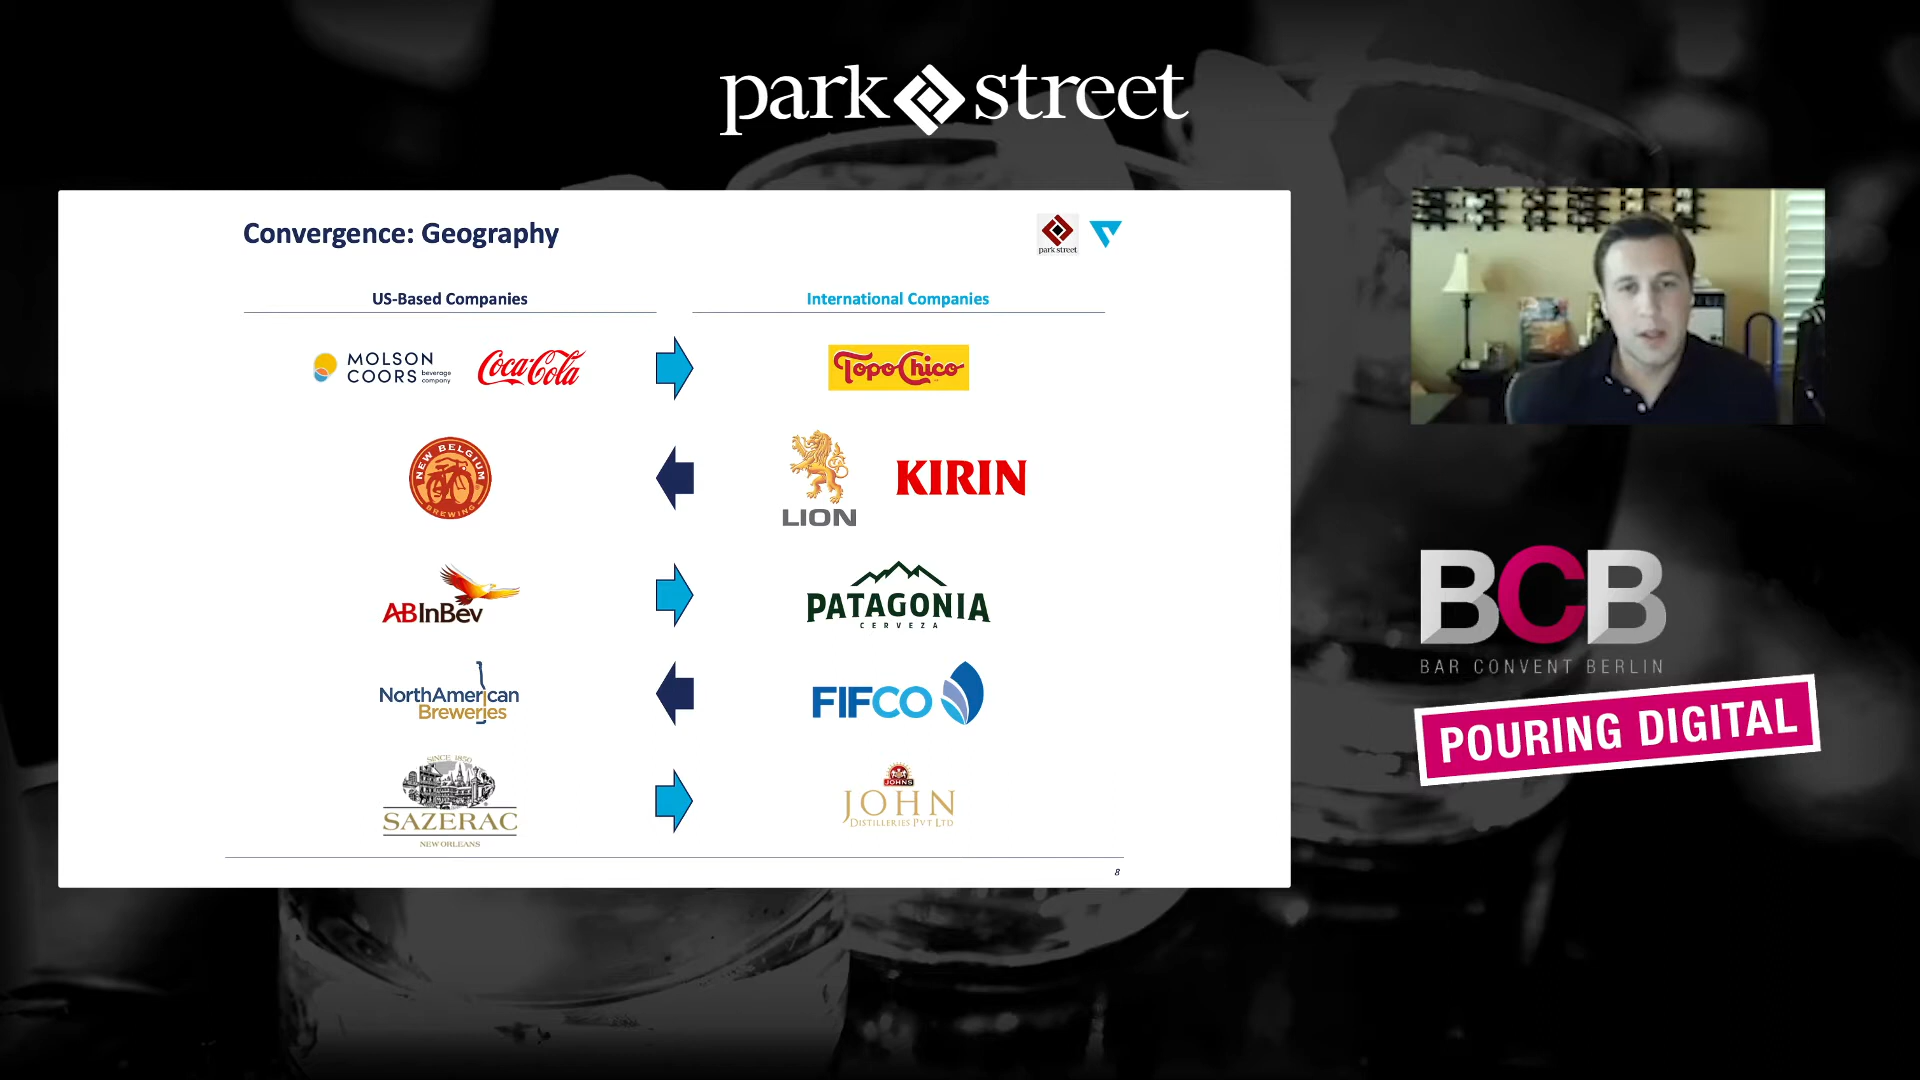 park street
Convergence: Geography
park street
US-Based Companies
International Companies
MOLSON
COORS beverage company
Coca-Cola
Topo Chico
NEW BELGIUM
BREWING
LION
KIRIN
ABInBev
PATAGONIA
CERVEZA
NorthAmerican
Breweries
FIFCO
SINCE 1850
SAZERAC
NEW ORLEANS
JOHNS
JOHN
DISTILLERIES PVT LTD
8
BCB
BAR CONVENT BERLIN
POURING DIGITAL